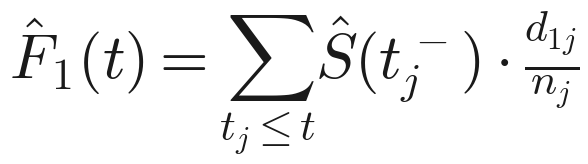 F̂₁(t) = ∑_{t_j ≤ t} Ŝ(t_j⁻) · d_{1j}/n_j